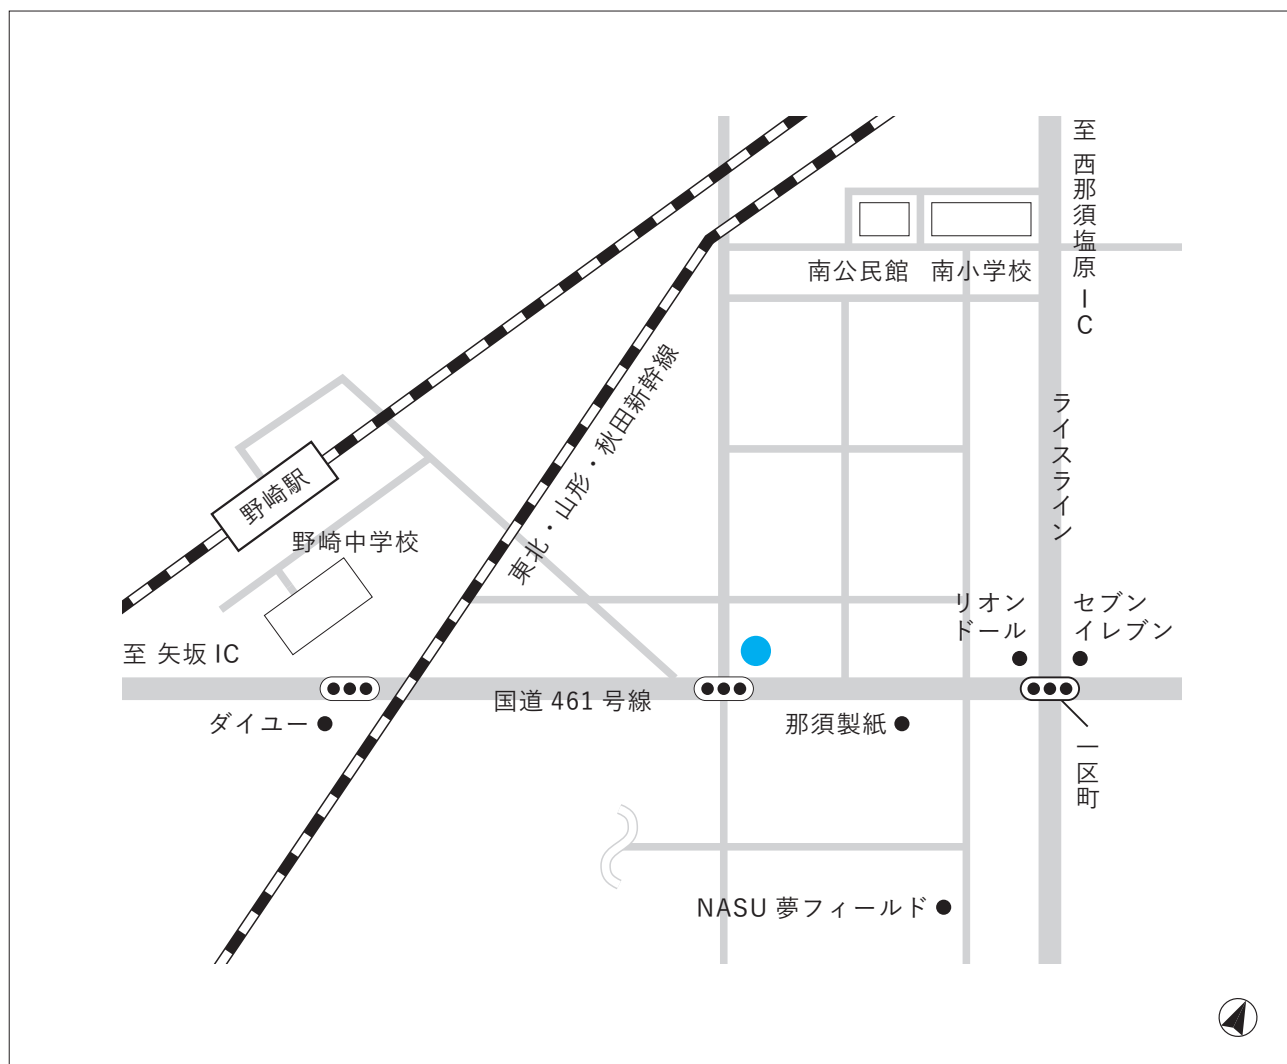 至 西那須塩原 IC
南公民館
南小学校
ライスライン
東北・山形・秋田新幹線
野崎駅
野崎中学校
リオン
ドール
セブン
イレブン
至 矢坂 IC
国道 461 号線
ダイユー
那須製紙
一区町
NASU 夢フィールド